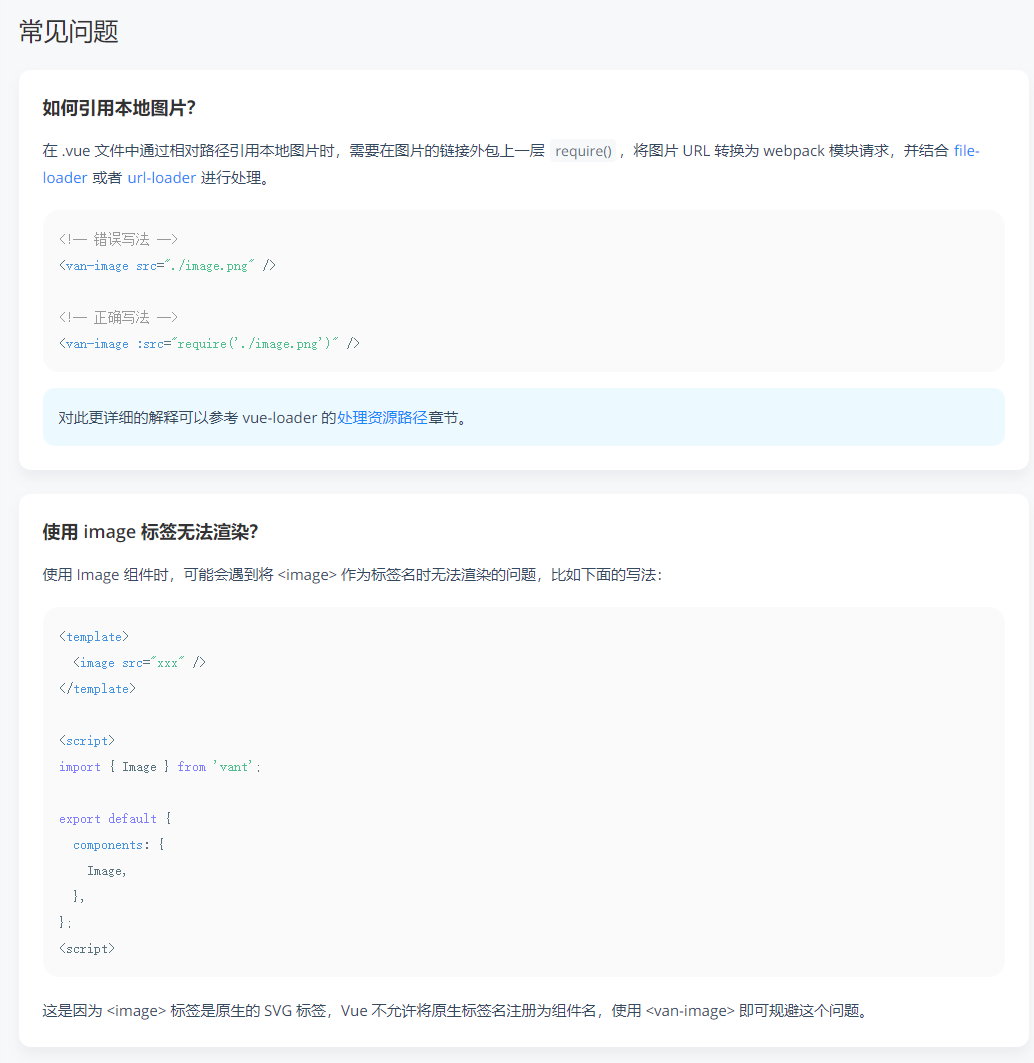 常见问题
如何引用本地图片？
在 .vue 文件中通过相对路径引用本地图片时，需要在图片的链接外包上一层 require() ，将图片 URL 转换为 webpack 模块请求，并结合 file-
loader 或者 url-loader 进行处理。
<!-- 错误写法 -->
<van-image src="./image.png" />
<!-- 正确写法 -->
<van-image :src="require('./image.png')" />
对此更详细的解释可以参考 vue-loader 的处理资源路径章节。
使用 image 标签无法渲染？
使用 Image 组件时，可能会遇到将 <image> 作为标签名时无法渲染的问题，比如下面的写法：
<template>
  <image src="xxx" />
</template>
<script>
import { Image } from 'vant';
export default {
  components: {
    Image,
  },
};
<script>
这是因为 <image> 标签是原生的 SVG 标签，Vue 不允许将原生标签名注册为组件名，使用 <van-image> 即可规避这个问题。